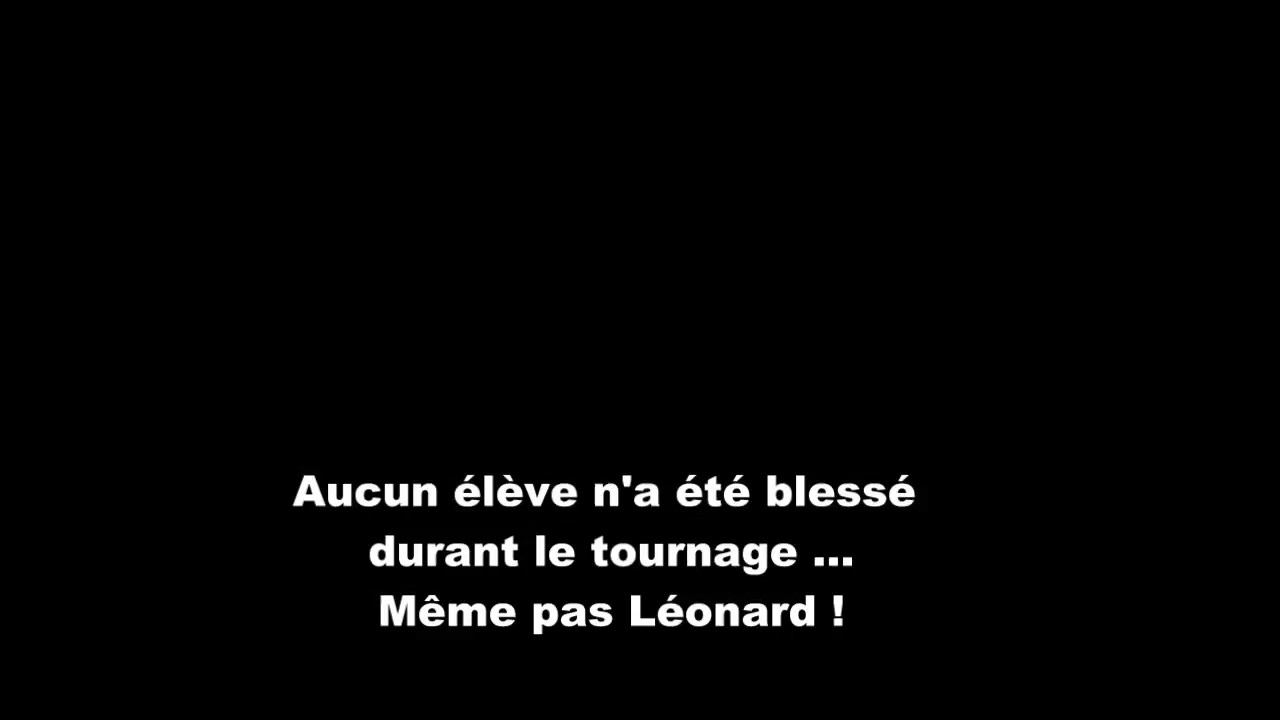 Aucun élève n'a été blessé
durant le tournage ...
Même pas Léonard !